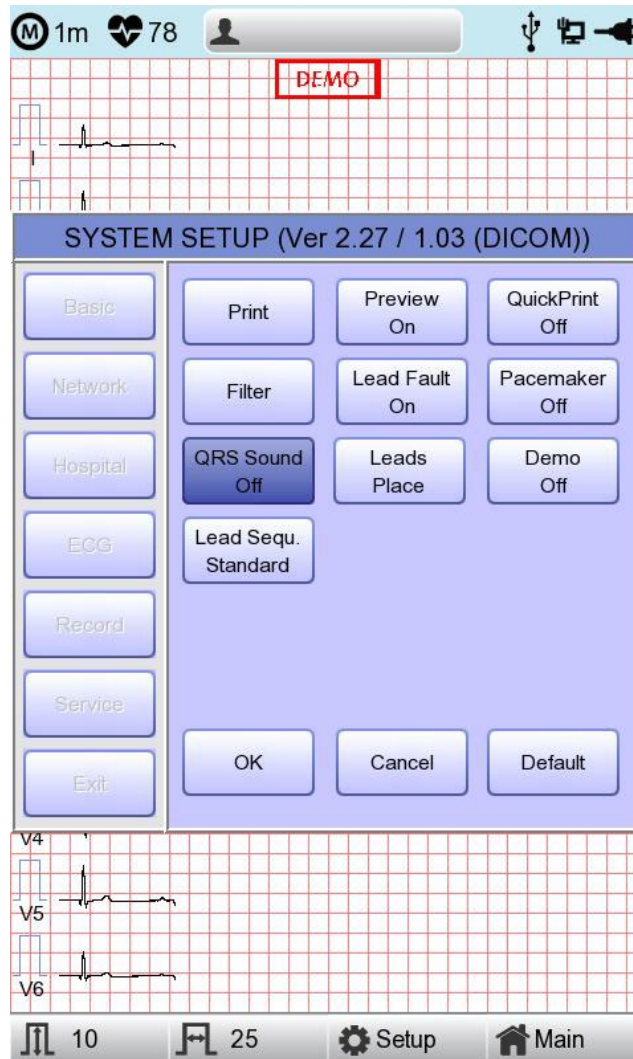 M 1m 78
DEMO
I
SYSTEM SETUP (Ver 2.27 / 1.03 (DICOM))
Basic
Network
Hospital
ECG
Record
Service
Exit
Print
Preview
On
QuickPrint
Off
Filter
Lead Fault
On
Pacemaker
Off
QRS Sound
Off
Leads
Place
Demo
Off
Lead Sequ.
Standard
OK
Cancel
Default
V4
V5
V6
10
25
Setup
Main